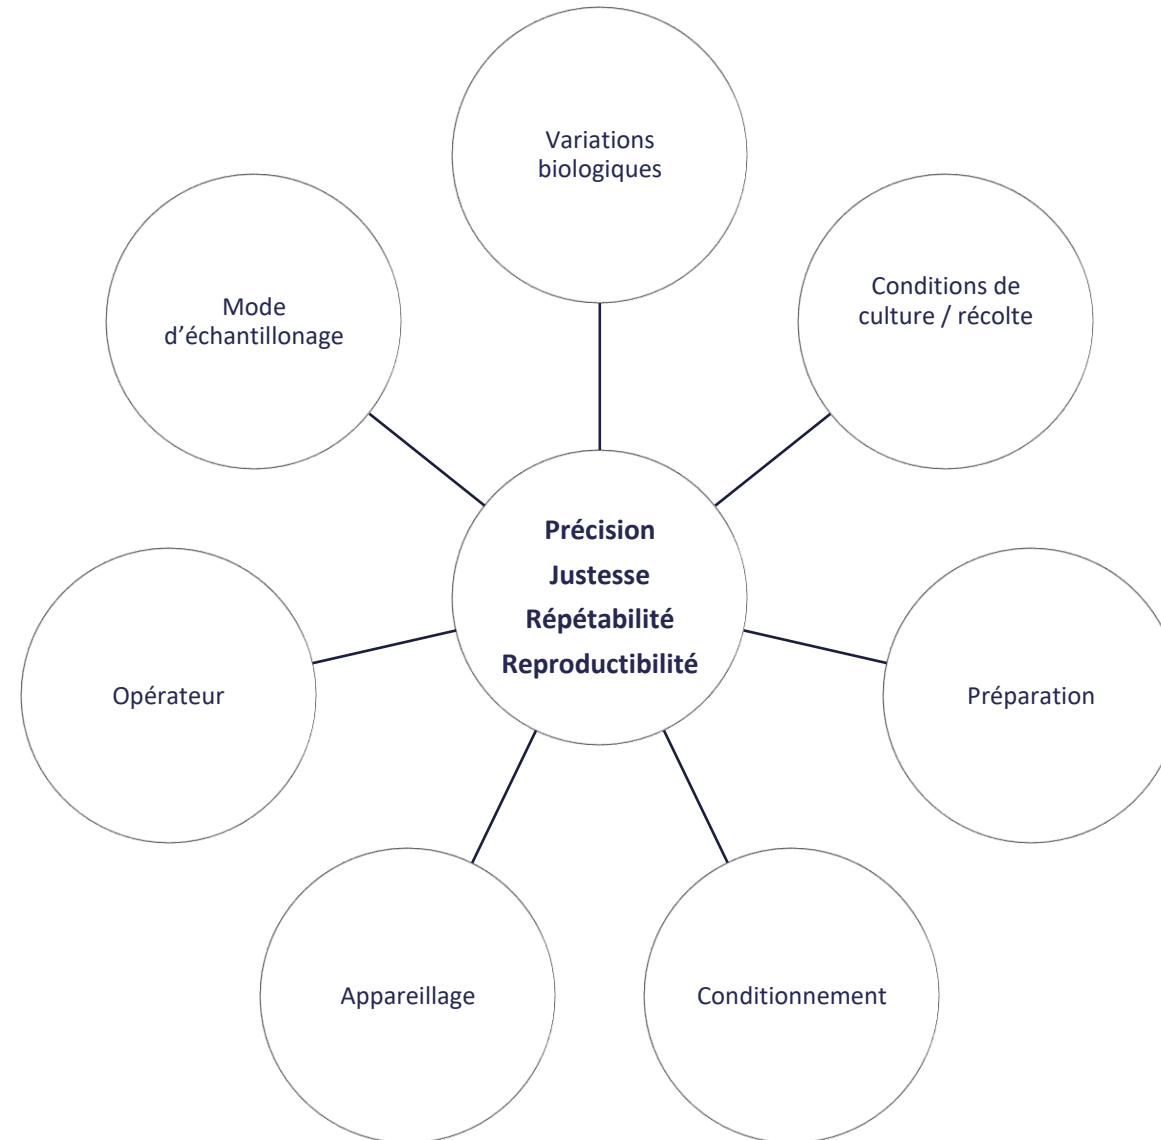 Variations
biologiques
Conditions de
culture / récolte
Mode
d’échantillonage
Précision
Justesse
Répétabilité
Reproductibilité
Opérateur
Préparation
Appareillage
Conditionnement